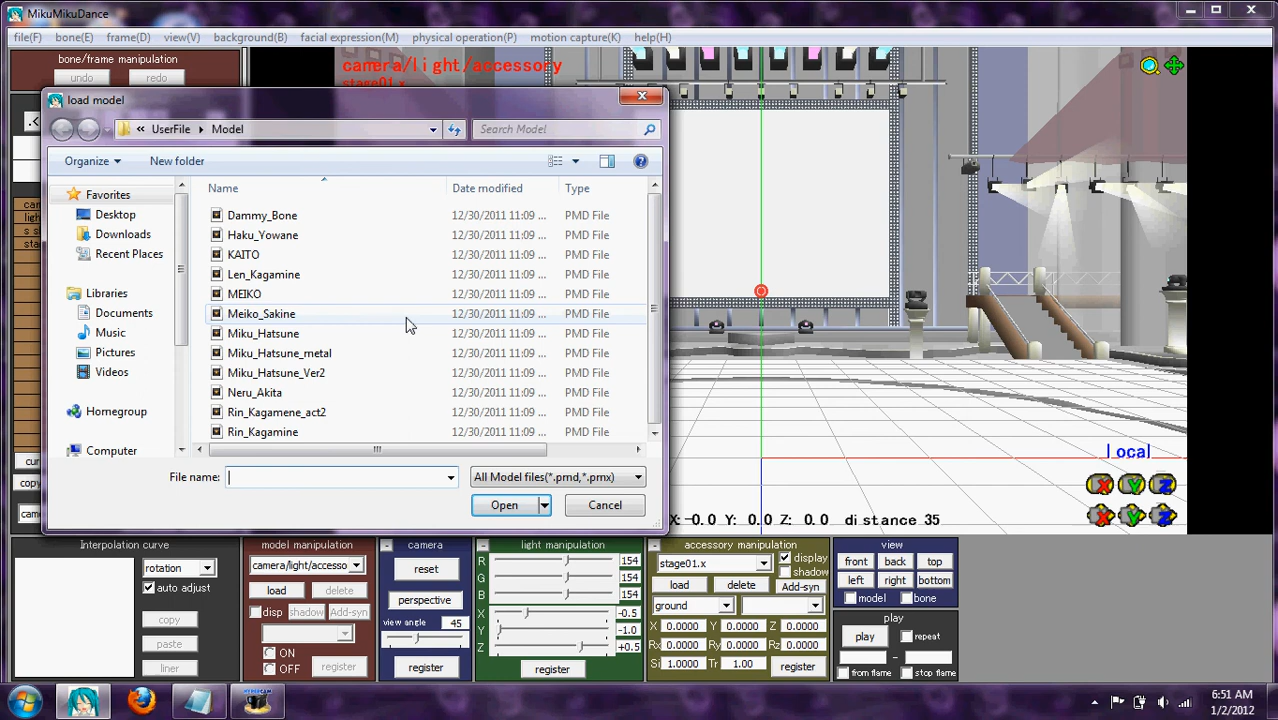 MikuMikuDance
file(F) bone(E) frame(D) view(V) background(B) facial expression(M) physical operation(P) motion capture(K) help(H)
bone/frame manipulation
undo redo
camera/light/accessory
stage01.x
load model
« UserFile Model Search Model
Organize New folder
Name Date modified Type
Favorites
Desktop
Downloads
Recent Places
Libraries
Documents
Music
Pictures
Videos
Homegroup
Computer
Dammy_Bone 12/30/2011 11:09 ... PMD File
Haku_Yowane 12/30/2011 11:09 ... PMD File
KAITO 12/30/2011 11:09 ... PMD File
Len_Kagamine 12/30/2011 11:09 ... PMD File
MEIKO 12/30/2011 11:09 ... PMD File
Meiko_Sakine 12/30/2011 11:09 ... PMD File
Miku_Hatsune 12/30/2011 11:09 ... PMD File
Miku_Hatsune_metal 12/30/2011 11:09 ... PMD File
Miku_Hatsune_Ver2 12/30/2011 11:09 ... PMD File
Neru_Akita 12/30/2011 11:09 ... PMD File
Rin_Kagamene_act2 12/30/2011 11:09 ... PMD File
Rin_Kagamine 12/30/2011 11:09 ... PMD File
File name: All Model files(*.pmd,*.pmx)
Open Cancel
local
X Y Z
X Y Z
X:-0.0 Y: 0.0 Z: 0.0 distance 35
Interpolation curve
rotation
auto adjust
copy
paste
liner
model manipulation
camera/light/accesso
load delete
disp shadow Add-syn
ON
OFF register
camera
reset
perspective
view angle 45
register
light manipulation
R 154
G 154
B 154
X -0.5
Y -1.0
Z +0.5
register
accessory manipulation
stage01.x display
shadow
load delete Add-syn
ground
X 0.0000 Y 0.0000 Z 0.0000
Rx 0.0000 Ry 0.0000 Rz 0.0000
Si 1.0000 Tr 1.00 register
view
front back top
left right bottom
model bone
play
play repeat
-
from flame stop flame
6:51 AM
1/2/2012